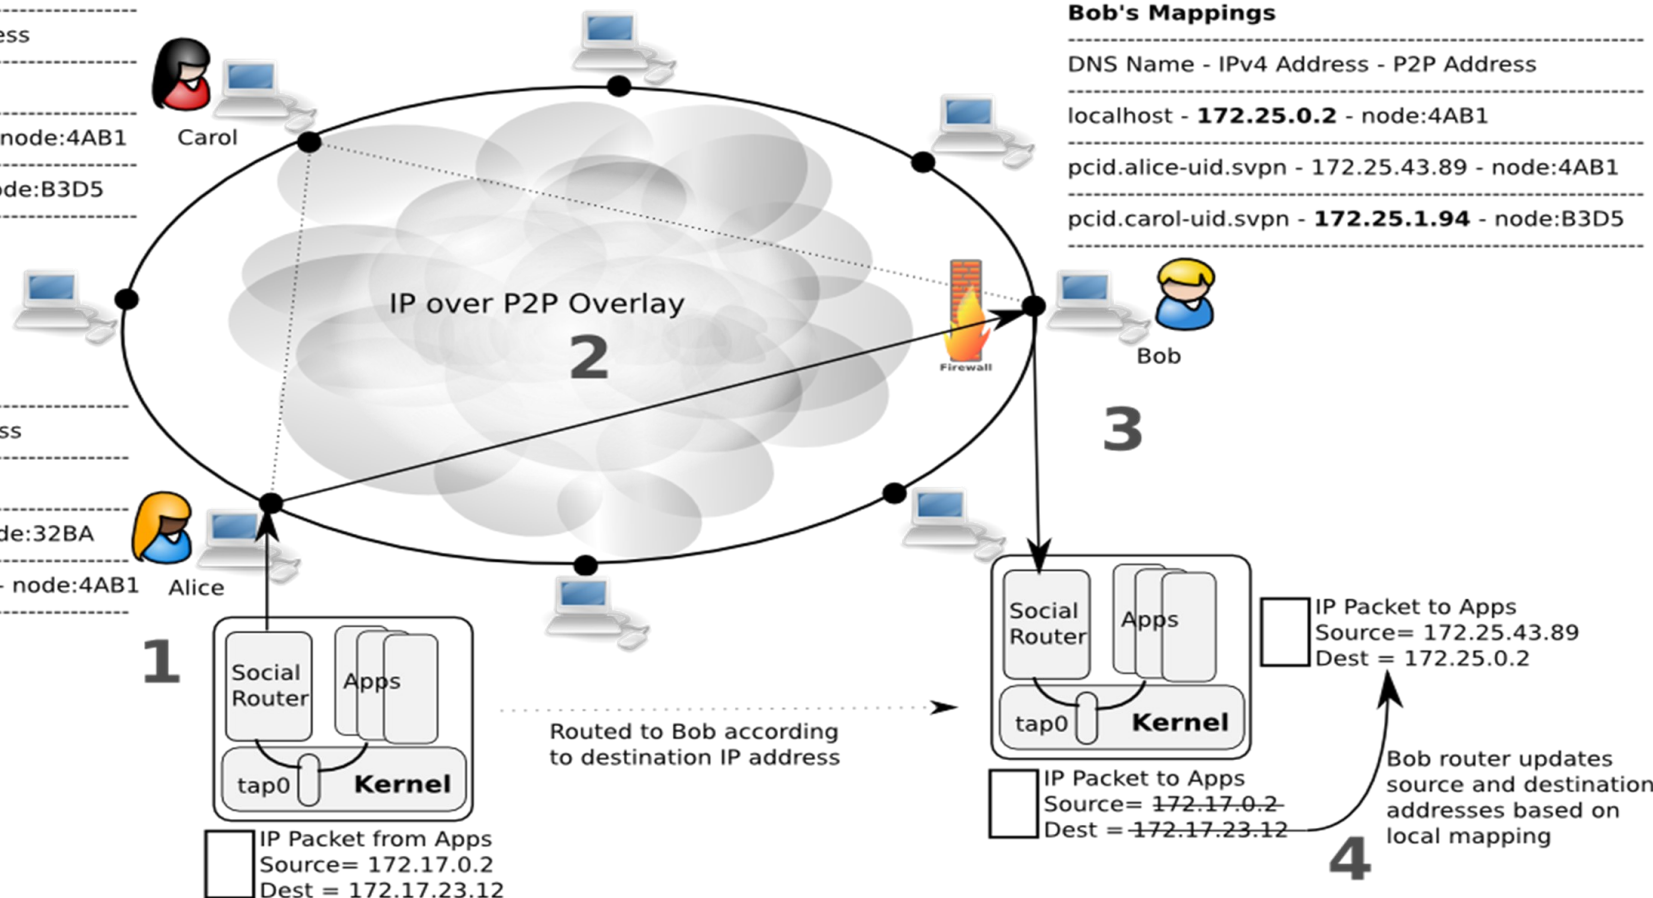 Bob's Mappings
DNS Name - IPv4 Address - P2P Address
localhost - 172.25.0.2 - node:4AB1
pcid.alice-uid.svpn - 172.25.43.89 - node:4AB1
pcid.carol-uid.svpn - 172.25.1.94 - node:B3D5
ess
node:4AB1
de:B3D5
Carol
IP over P2P Overlay
2
Firewall
Bob
3
ss
de:32BA
- node:4AB1
Alice
1
Social
Router
Apps
tap0
Kernel
IP Packet from Apps
Source= 172.17.0.2
Dest = 172.17.23.12
Routed to Bob according
to destination IP address
Social
Router
Apps
tap0
Kernel
IP Packet to Apps
Source= 172.25.43.89
Dest = 172.25.0.2
IP Packet to Apps
Source= 172.17.0.2
Dest = 172.17.23.12
Bob router updates
source and destination
addresses based on
local mapping
4